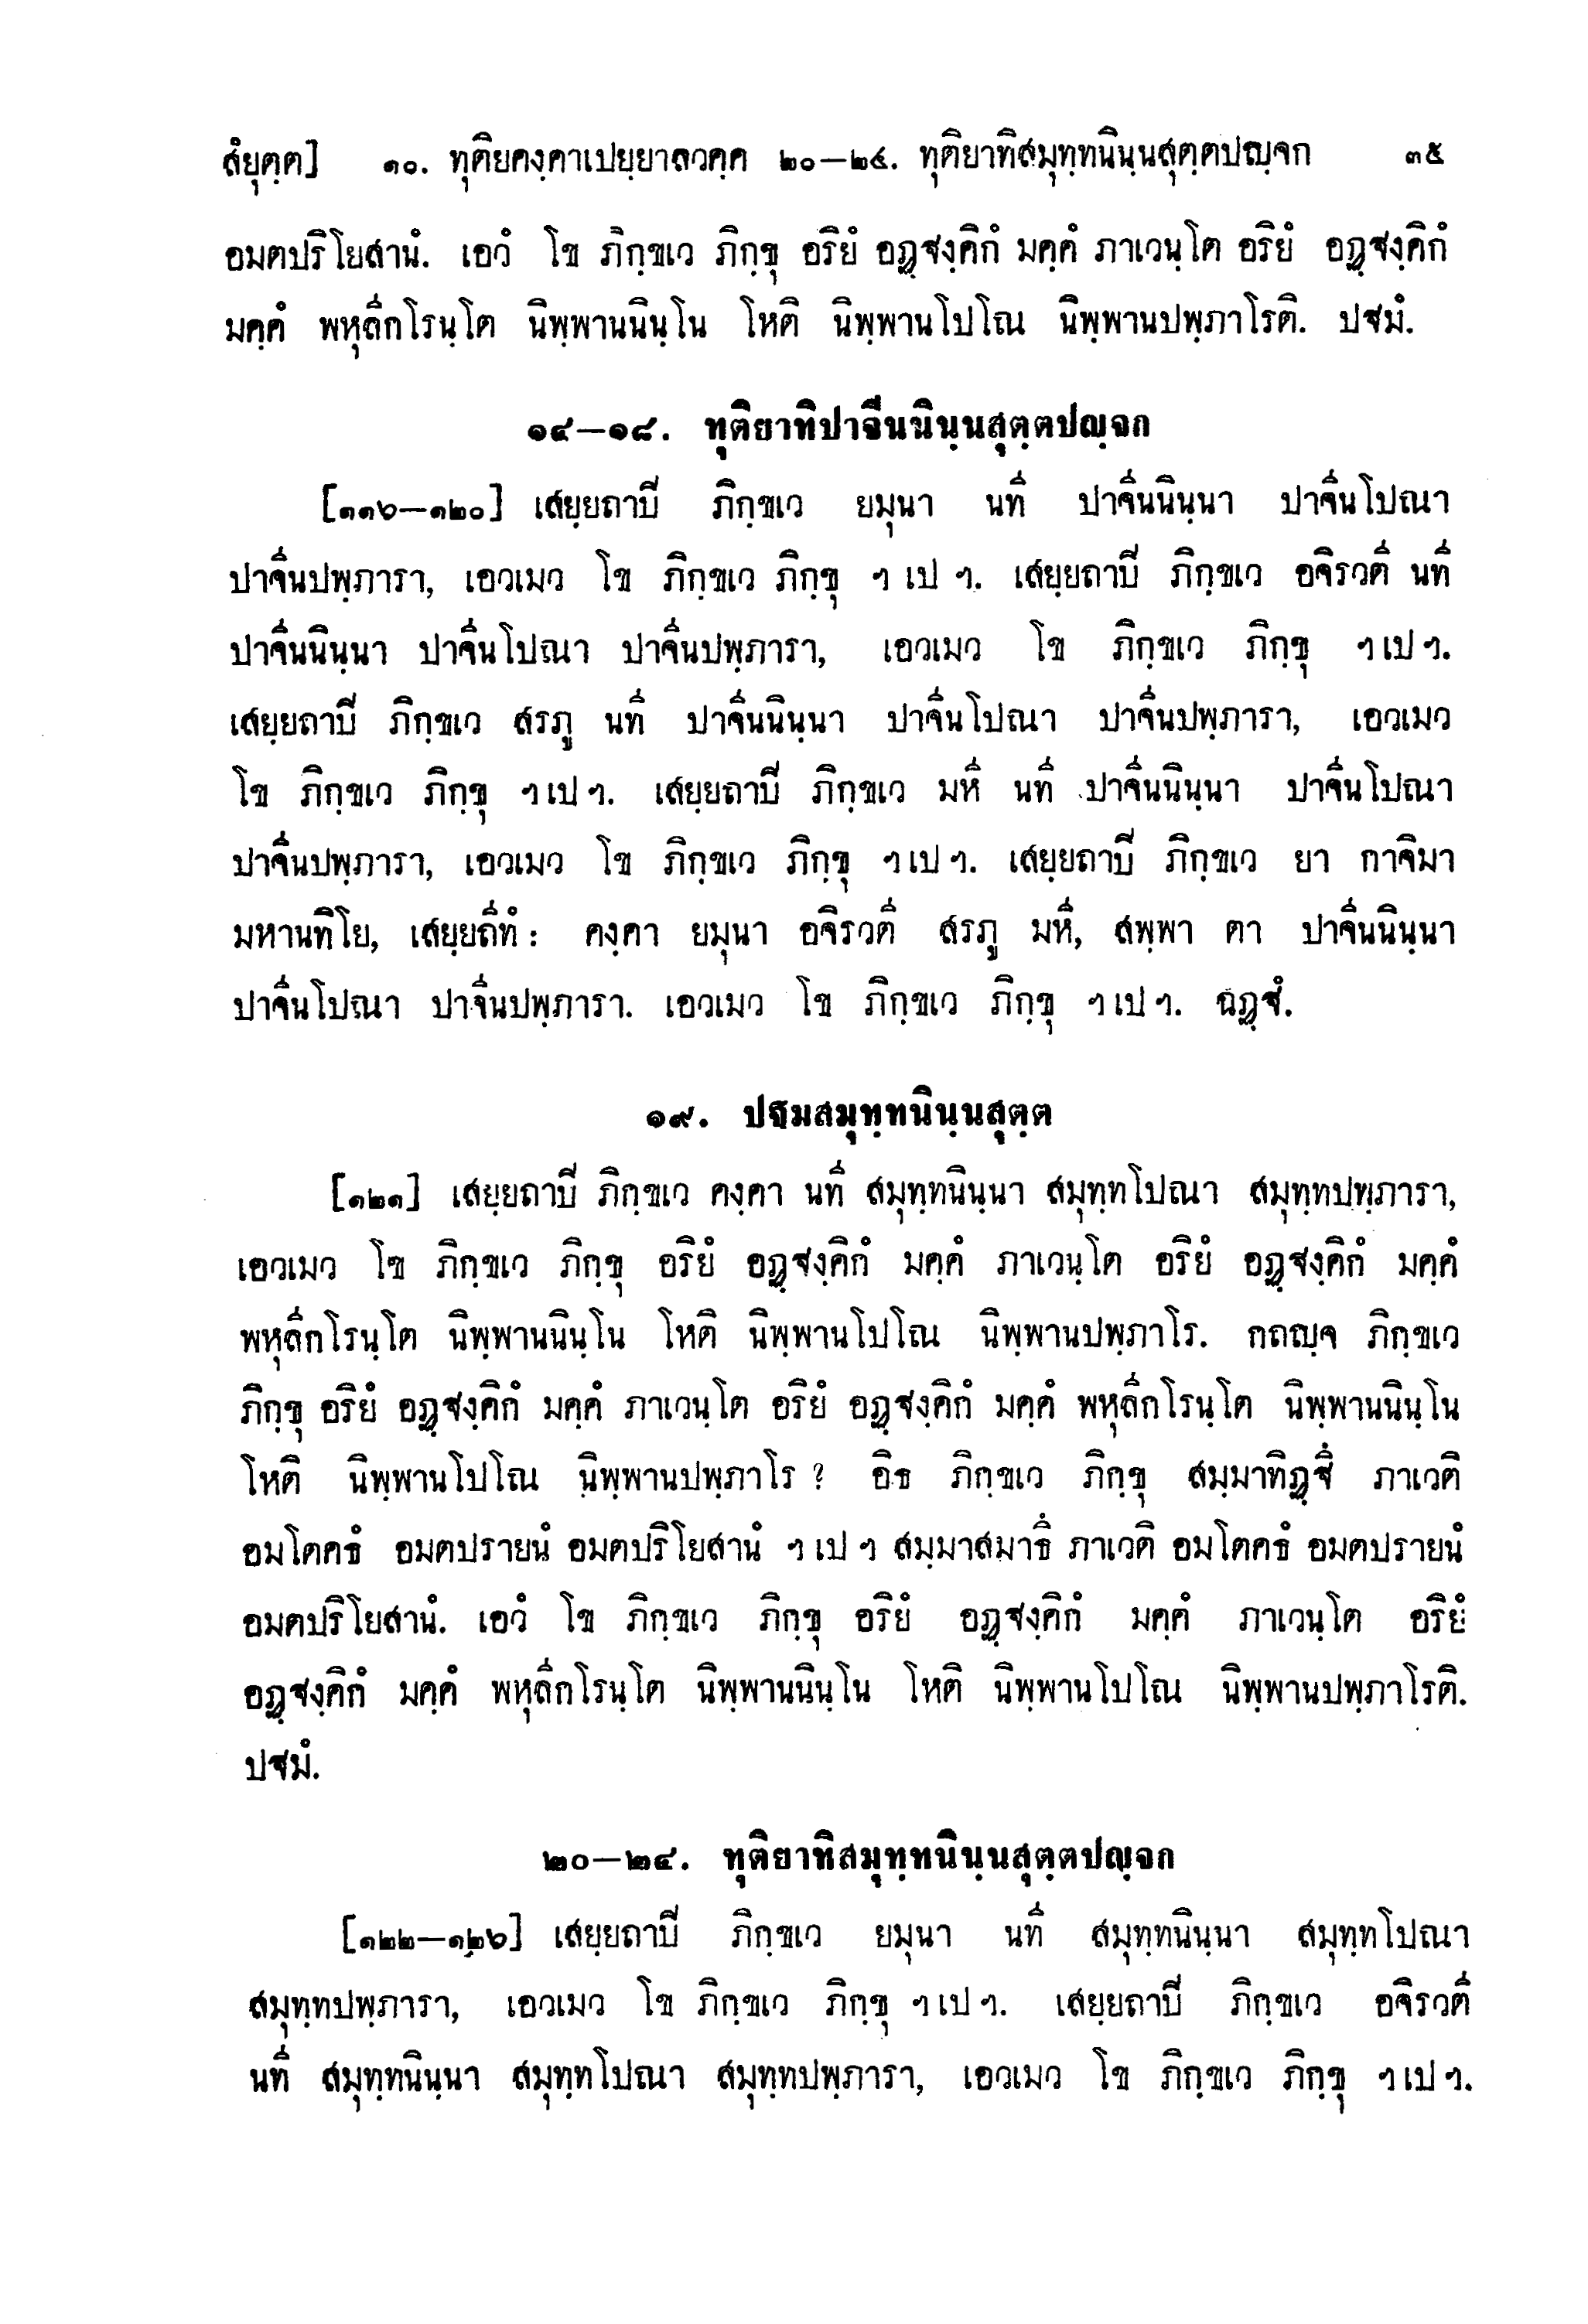 สํยุตฺต] ๑๐. ทุติยคงฺคาเปยฺยาลวคฺค ๒๐–๒๔. ทุติยาทิสมุทฺทนินฺนสุตฺตปญฺจก ๓๕
อมตปริโยสานํ. เอวํ โข ภิกฺขเว ภิกฺขุ อริยํ อฏฺฐงฺคิกํ มคฺคํ ภาเวนฺโต อริยํ อฏฺฐงฺคิกํ
มคฺคํ พหุลีกโรนฺโต นิพฺพานนินฺโน โหติ นิพฺพานโปโณ นิพฺพานปพฺภาโรติ. ปฐมํ.
๑๔–๑๘. ทุติยาทิปาจีนนินฺนสุตฺตปญฺจก
[๑๑๖–๑๒๐] เสยฺยถาปี ภิกฺขเว ยมุนา นที ปาจีนนินฺนา ปาจีนโปณา
ปาจีนปพฺภารา, เอวเมว โข ภิกฺขเว ภิกฺขุ ฯ เป ฯ. เสยฺยถาปี ภิกฺขเว อจิรวตี นที
ปาจีนนินฺนา ปาจีนโปณา ปาจีนปพฺภารา, เอวเมว โข ภิกฺขเว ภิกฺขุ ฯ เป ฯ.
เสยฺยถาปี ภิกฺขเว สรภู นที ปาจีนนินฺนา ปาจีนโปณา ปาจีนปพฺภารา, เอวเมว
โข ภิกฺขเว ภิกฺขุ ฯ เป ฯ. เสยฺยถาปี ภิกฺขเว มหี นที ปาจีนนินฺนา ปาจีนโปณา
ปาจีนปพฺภารา, เอวเมว โข ภิกฺขเว ภิกฺขุ ฯ เป ฯ. เสยฺยถาปี ภิกฺขเว ยา กาจิมา
มหานทิโย, เสยฺยถีทํ: คงฺคา ยมุนา อจิรวตี สรภู มหี, สพฺพา ตา ปาจีนนินฺนา
ปาจีนโปณา ปาจีนปพฺภารา. เอวเมว โข ภิกฺขเว ภิกฺขุ ฯ เป ฯ. ฉฏฺฐํ.
๑๙. ปฐมสมุทฺทนินฺนสุตฺต
[๑๒๑] เสยฺยถาปี ภิกฺขเว คงฺคา นที สมุทฺทนินฺนา สมุทฺทโปณา สมุทฺทปพฺภารา,
เอวเมว โข ภิกฺขเว ภิกฺขุ อริยํ อฏฺฐงฺคิกํ มคฺคํ ภาเวนฺโต อริยํ อฏฺฐงฺคิกํ มคฺคํ
พหุลีกโรนฺโต นิพฺพานนินฺโน โหติ นิพฺพานโปโณ นิพฺพานปพฺภาโร. กถญฺจ ภิกฺขเว
ภิกฺขุ อริยํ อฏฺฐงฺคิกํ มคฺคํ ภาเวนฺโต อริยํ อฏฺฐงฺคิกํ มคฺคํ พหุลีกโรนฺโต นิพฺพานนินฺโน
โหติ นิพฺพานโปโณ นิพฺพานปพฺภาโร ? อิธ ภิกฺขเว ภิกฺขุ สมฺมาทิฏฺฐึ ภาเวติ
อมโตคธํ อมตปรายนํ อมตปริโยสานํ ฯ เป ฯ สมฺมาสมาธึ ภาเวติ อมโตคธํ อมตปรายนํ
อมตปริโยสานํ. เอวํ โข ภิกฺขเว ภิกฺขุ อริยํ อฏฺฐงฺคิกํ มคฺคํ ภาเวนฺโต อริยํ
อฏฺฐงฺคิกํ มคฺคํ พหุลีกโรนฺโต นิพฺพานนินฺโน โหติ นิพฺพานโปโณ นิพฺพานปพฺภาโรติ.
ปฐมํ.
๒๐–๒๔. ทุติยาทิสมุทฺทนินฺนสุตฺตปญฺจก
[๑๒๒–๑๒๖] เสยฺยถาปี ภิกฺขเว ยมุนา นที สมุทฺทนินฺนา สมุทฺทโปณา
สมุทฺทปพฺภารา, เอวเมว โข ภิกฺขเว ภิกฺขุ ฯ เป ฯ. เสยฺยถาปี ภิกฺขเว อจิรวตี
นที สมุทฺทนินฺนา สมุทฺทโปณา สมุทฺทปพฺภารา, เอวเมว โข ภิกฺขเว ภิกฺขุ ฯ เป ฯ.